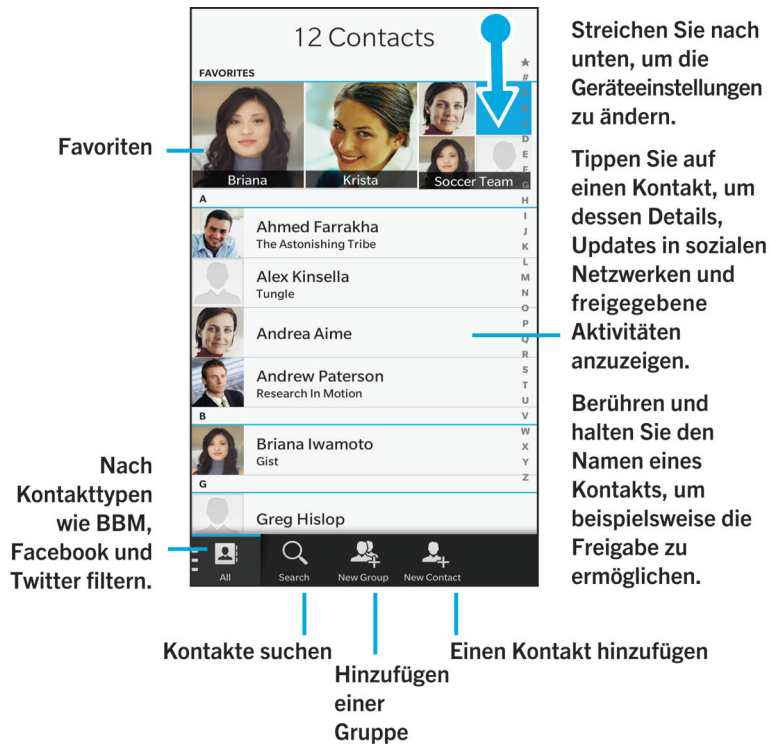 12 Contacts
FAVORITES
Briana
Krista
Soccer Team
A
Ahmed Farrakha
The Astonishing Tribe
Alex Kinsella
Tungle
Andrea Aime
Andrew Paterson
Research In Motion
B
Briana Iwamoto
Gist
G
Greg Hislop
All
Search
New Group
New Contact
★
#
D
E
F
G
H
I
J
K
L
M
N
O
P
Q
R
S
T
U
V
W
X
Y
Z
Favoriten
Nach
Kontakttypen
wie BBM,
Facebook und
Twitter filtern.
Streichen Sie nach
unten, um die
Geräteeinstellungen
zu ändern.
Tippen Sie auf
einen Kontakt, um
dessen Details,
Updates in sozialen
Netzwerken und
freigegebene
Aktivitäten
anzuzeigen.
Berühren und
halten Sie den
Namen eines
Kontakts, um
beispielsweise die
Freigabe zu
ermöglichen.
Kontakte suchen
Hinzufügen
einer
Gruppe
Einen Kontakt hinzufügen